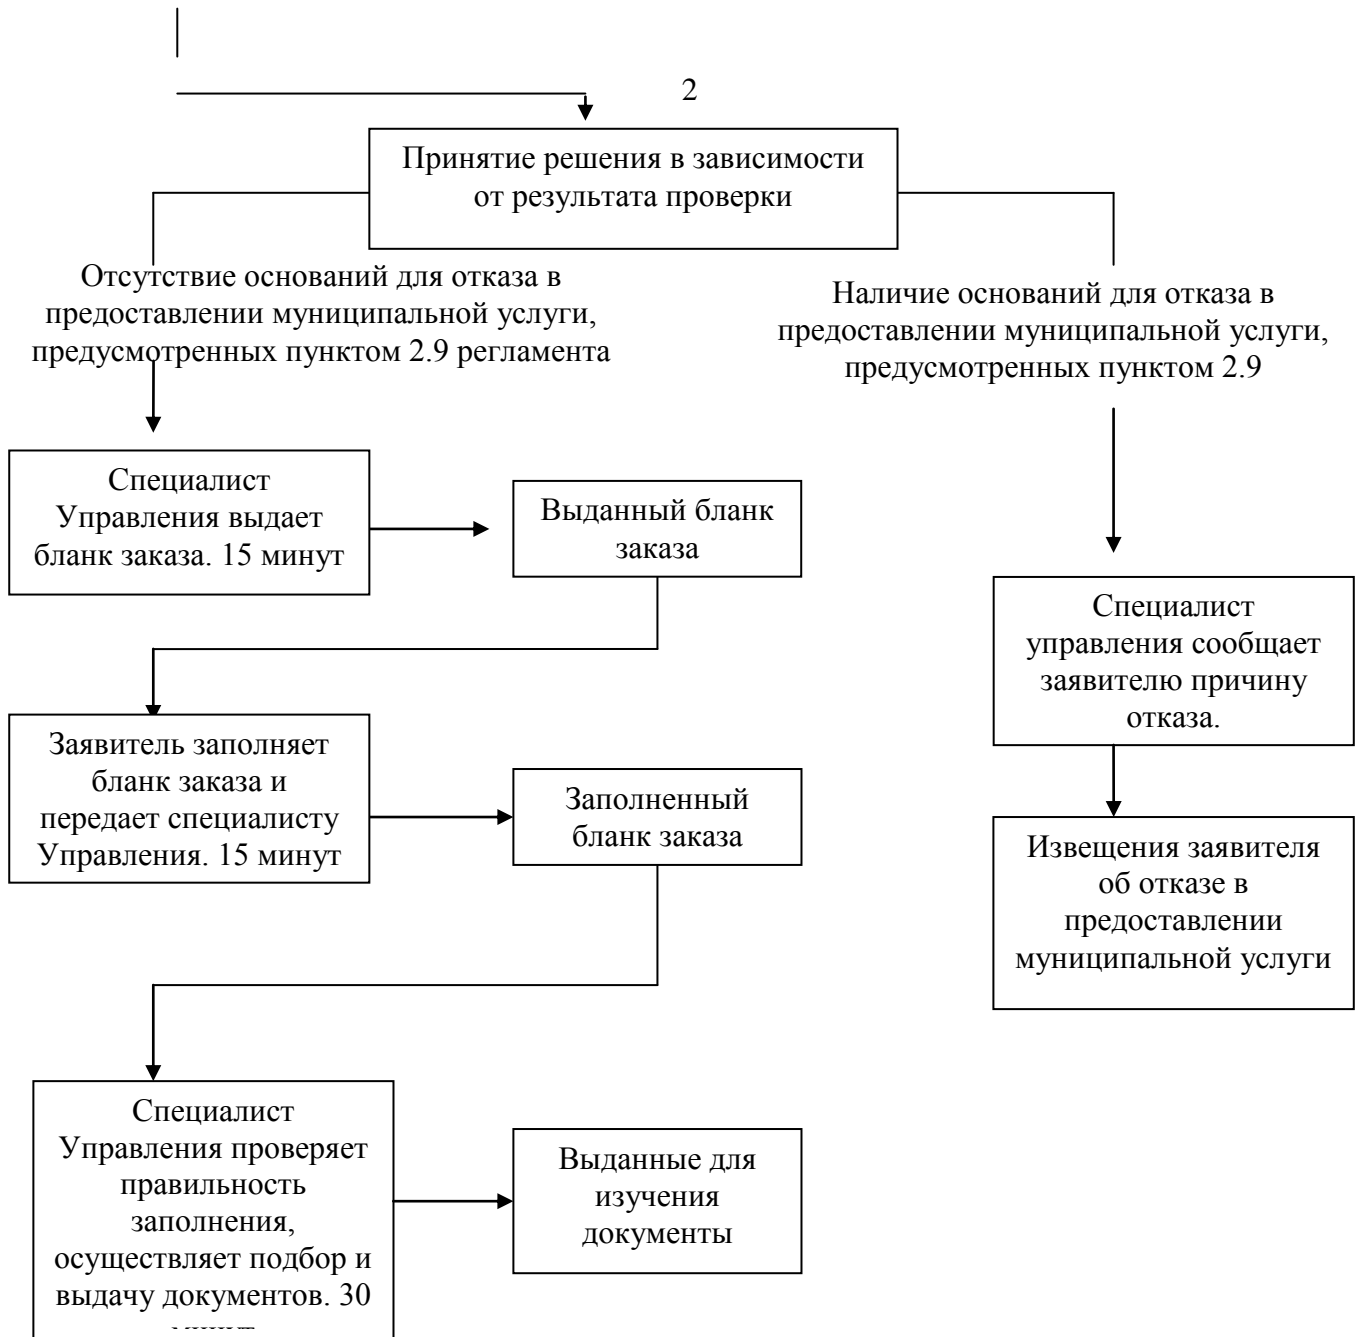 2
Принятие решения в зависимости
от результата проверки
Отсутствие оснований для отказа в
предоставлении муниципальной услуги,
предусмотренных пунктом 2.9 регламента
Наличие оснований для отказа в
предоставлении муниципальной услуги,
предусмотренных пунктом 2.9
Специалист
Управления выдает
бланк заказа. 15 минут
Выданный бланк
заказа
Специалист
управления сообщает
заявителю причину
отказа.
Заявитель заполняет
бланк заказа и
передает специалисту
Управления. 15 минут
Заполненный
бланк заказа
Извещения заявителя
об отказе в
предоставлении
муниципальной услуги
Специалист
Управления проверяет
правильность
заполнения,
осуществляет подбор и
выдачу документов. 30
Выданные для
изучения
документы